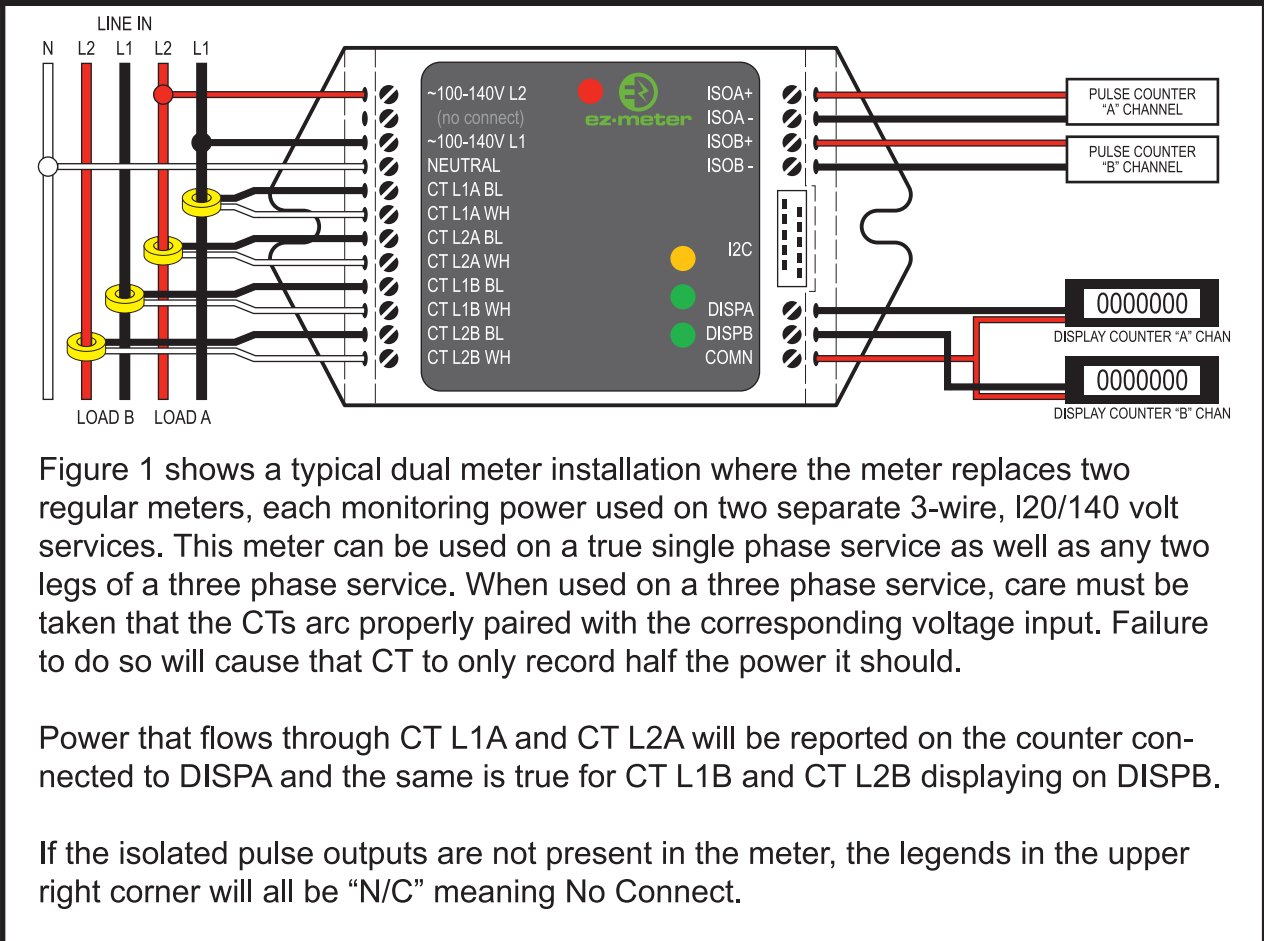 LINE IN
N L2 L1 L2 L1
~100-140V L2
(no connect)
~100-140V L1
NEUTRAL
CT L1A BL
CT L1A WH
CT L2A BL
CT L2A WH
CT L1B BL
CT L1B WH
CT L2B BL
CT L2B WH
ez·meter
ISOA+
ISOA -
ISOB+
ISOB -
I2C
DISPA
DISPB
COMN
PULSE COUNTER
"A" CHANNEL
PULSE COUNTER
"B" CHANNEL
0000000
DISPLAY COUNTER "A" CHAN
0000000
DISPLAY COUNTER "B" CHAN
LOAD B LOAD A
Figure 1 shows a typical dual meter installation where the meter replaces two
regular meters, each monitoring power used on two separate 3-wire, I20/140 volt
services. This meter can be used on a true single phase service as well as any two
legs of a three phase service. When used on a three phase service, care must be
taken that the CTs arc properly paired with the corresponding voltage input. Failure
to do so will cause that CT to only record half the power it should.
Power that flows through CT L1A and CT L2A will be reported on the counter con-
nected to DISPA and the same is true for CT L1B and CT L2B displaying on DISPB.
If the isolated pulse outputs are not present in the meter, the legends in the upper
right corner will all be “N/C” meaning No Connect.